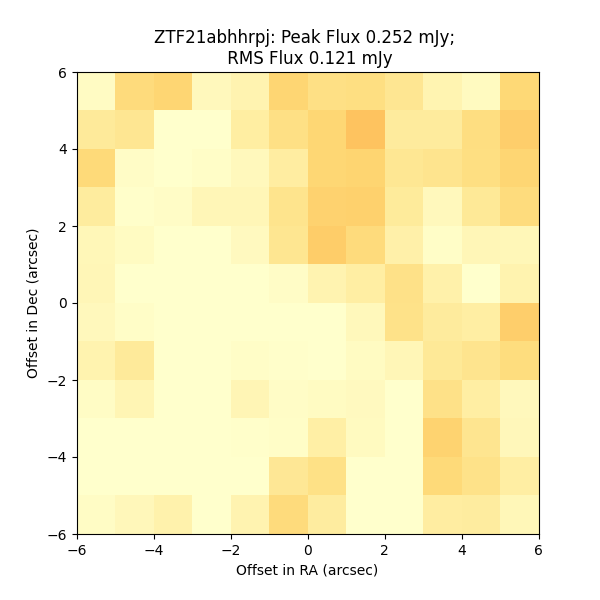 ZTF21abhhrpj: Peak Flux 0.252 mJy;
RMS Flux 0.121 mJy
6
4
2
0
−2
−4
−6
Offset in Dec (arcsec)
−6 −4 −2 0 2 4 6
Offset in RA (arcsec)